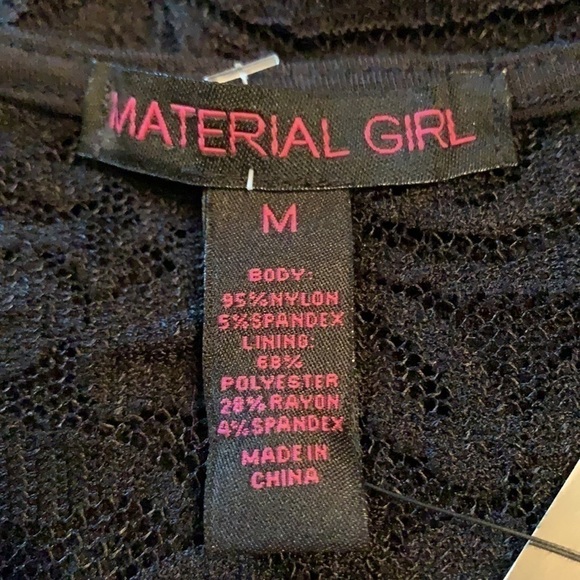 MATERIAL GIRL
M
BODY:
95%NYLON
5%SPANDEX
LINING:
68%
POLYESTER
28%RAYON
4%SPANDEX
MADE IN
CHINA